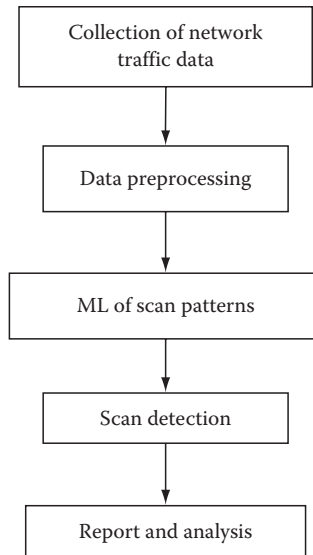 Collection of network
traffic data
Data preprocessing
ML of scan patterns
Scan detection
Report and analysis